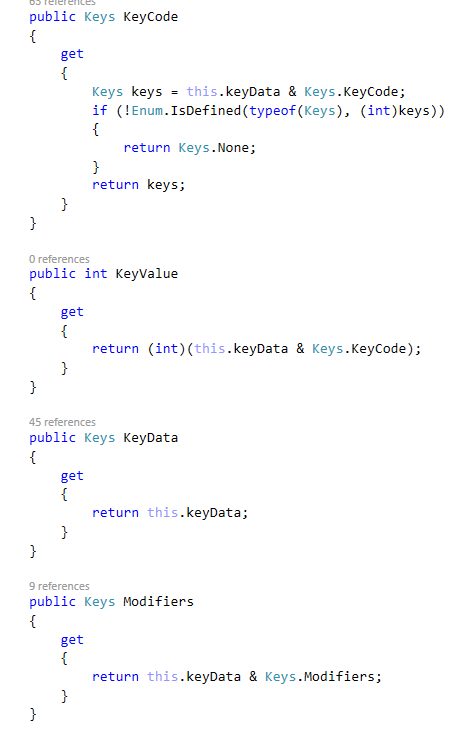 63 references
public Keys KeyCode
{
get
{
Keys keys = this.keyData & Keys.KeyCode;
if (!Enum.IsDefined(typeof(Keys), (int)keys))
{
return Keys.None;
}
return keys;
}
}
0 references
public int KeyValue
{
get
{
return (int)(this.keyData & Keys.KeyCode);
}
}
45 references
public Keys KeyData
{
get
{
return this.keyData;
}
}
9 references
public Keys Modifiers
{
get
{
return this.keyData & Keys.Modifiers;
}
}